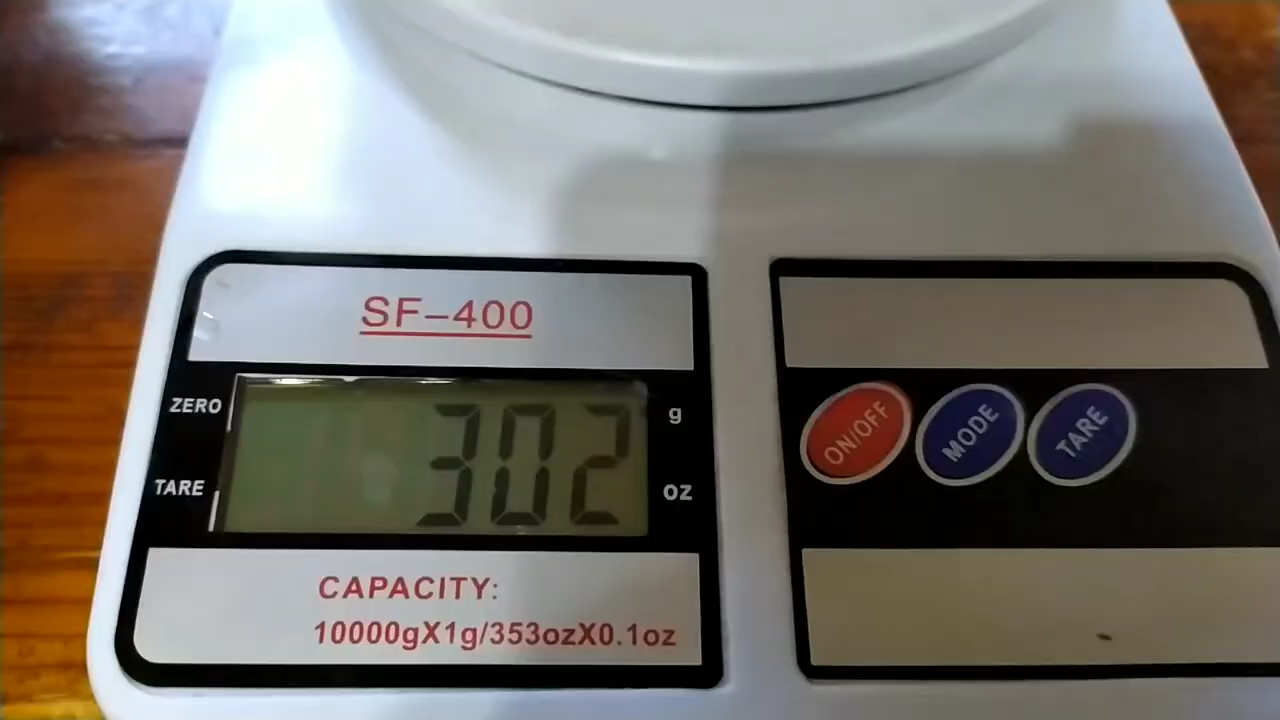 SF-400
ZERO
302
g
TARE
oz
CAPACITY:
10000gX1g/353ozX0.1oz
ON/OFF
MODE
TARE